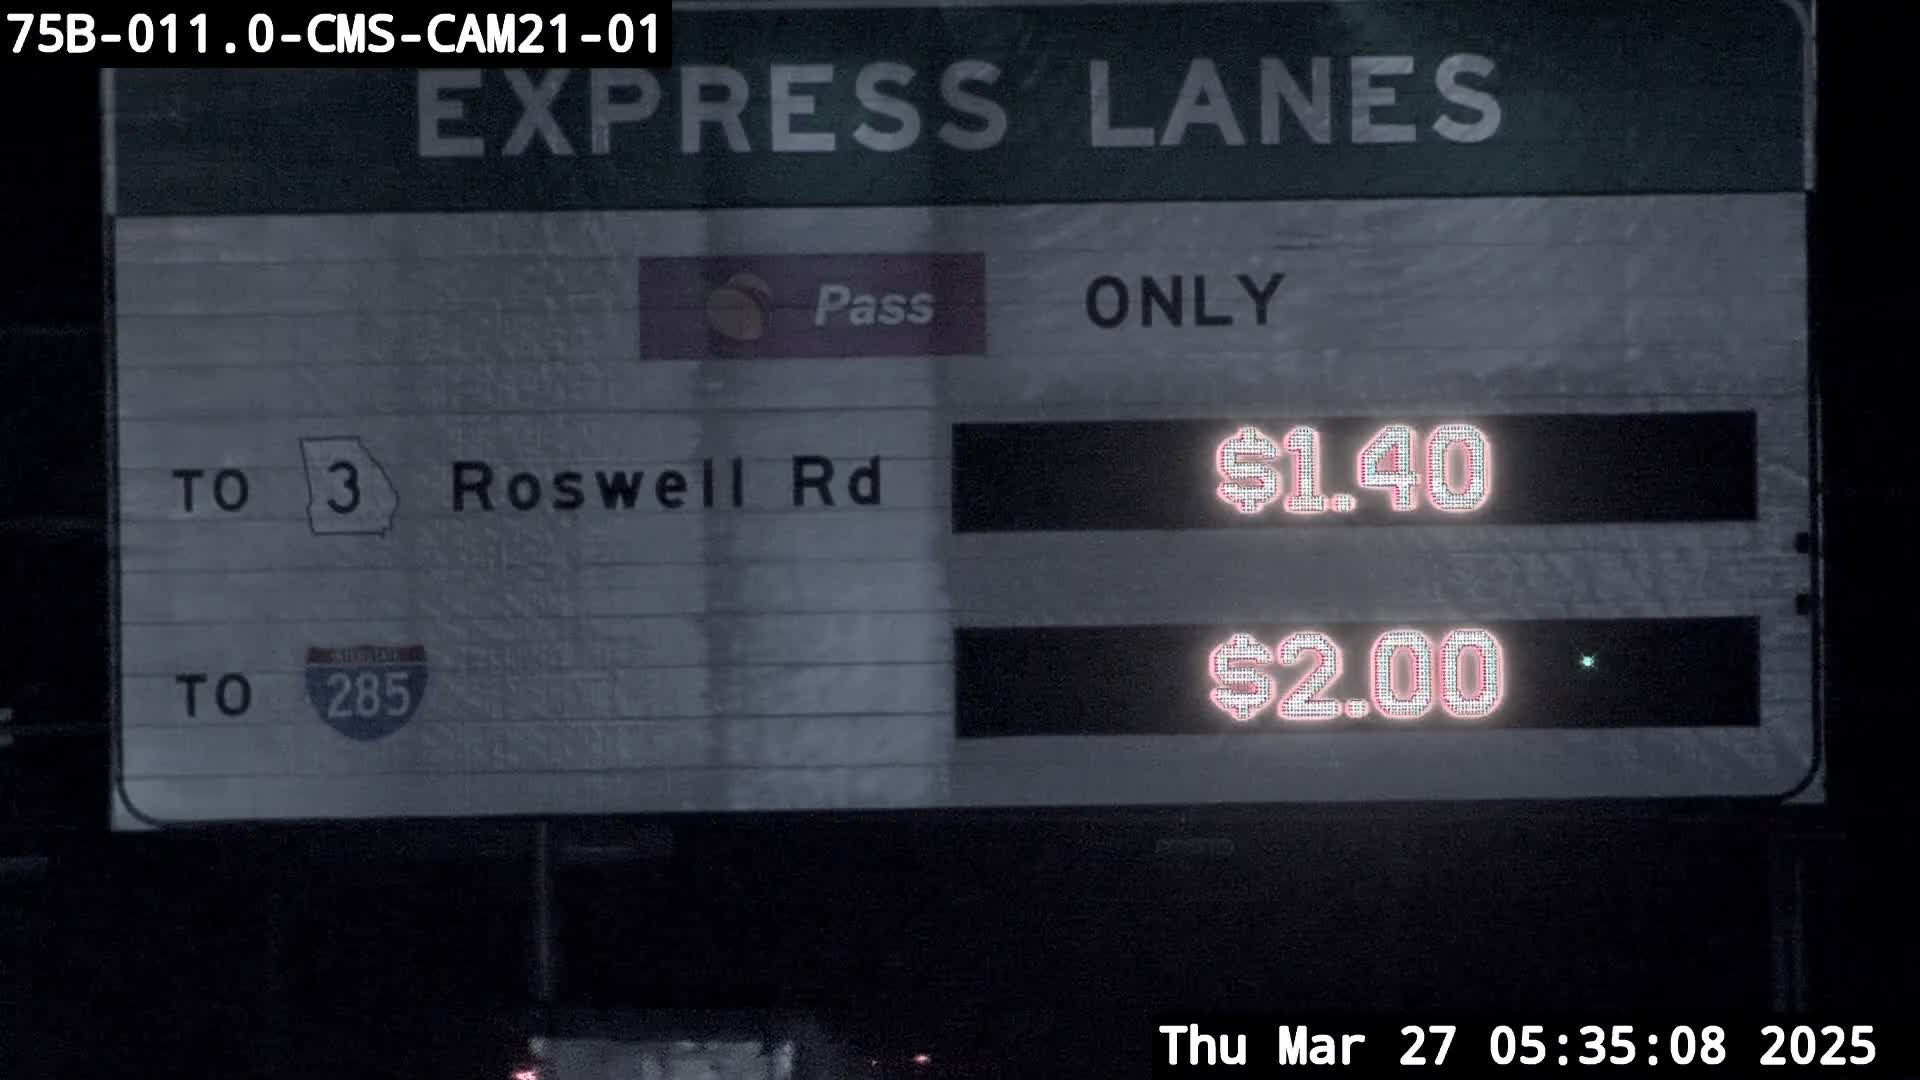 75B-011.0-CMS-CAM21-01
EXPRESS LANES
Pass ONLY
TO 3 Roswell Rd $1.40
TO 285 $2.00
Thu Mar 27 05:35:08 2025